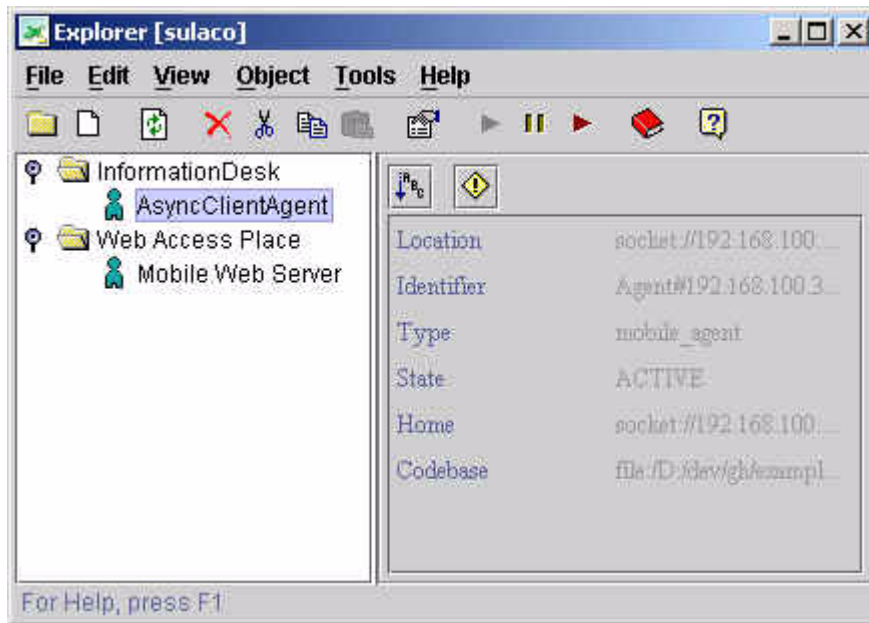 Explorer [sulaco]
File Edit View Object Tools Help
InformationDesk
AsyncClientAgent
Web Access Place
Mobile Web Server
Location socket://192.168.100....
Identifier Agent#192.168.100.3...
Type mobile_agent
State ACTIVE
Home socket://192.168.100....
Codebase file:/D:/dev/gh/exampl...
For Help, press F1